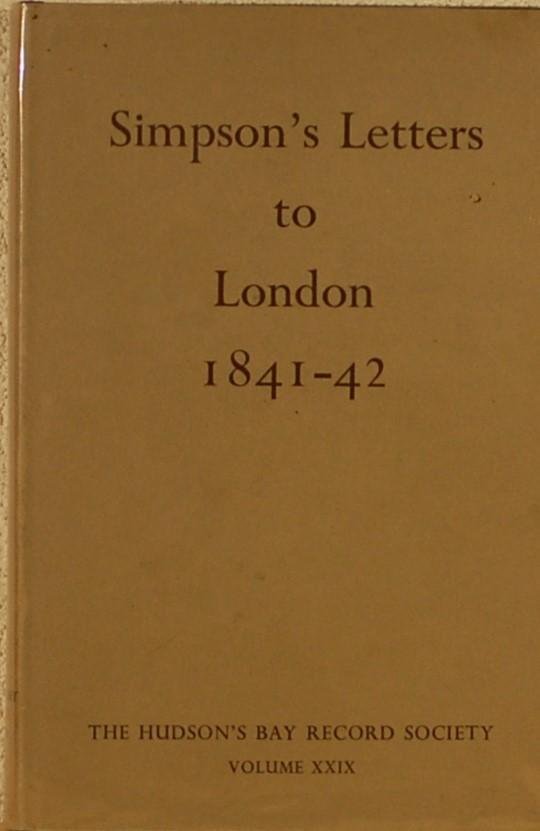 Simpson's Letters
to
London
1841-42
THE HUDSON'S BAY RECORD SOCIETY
VOLUME XXIX